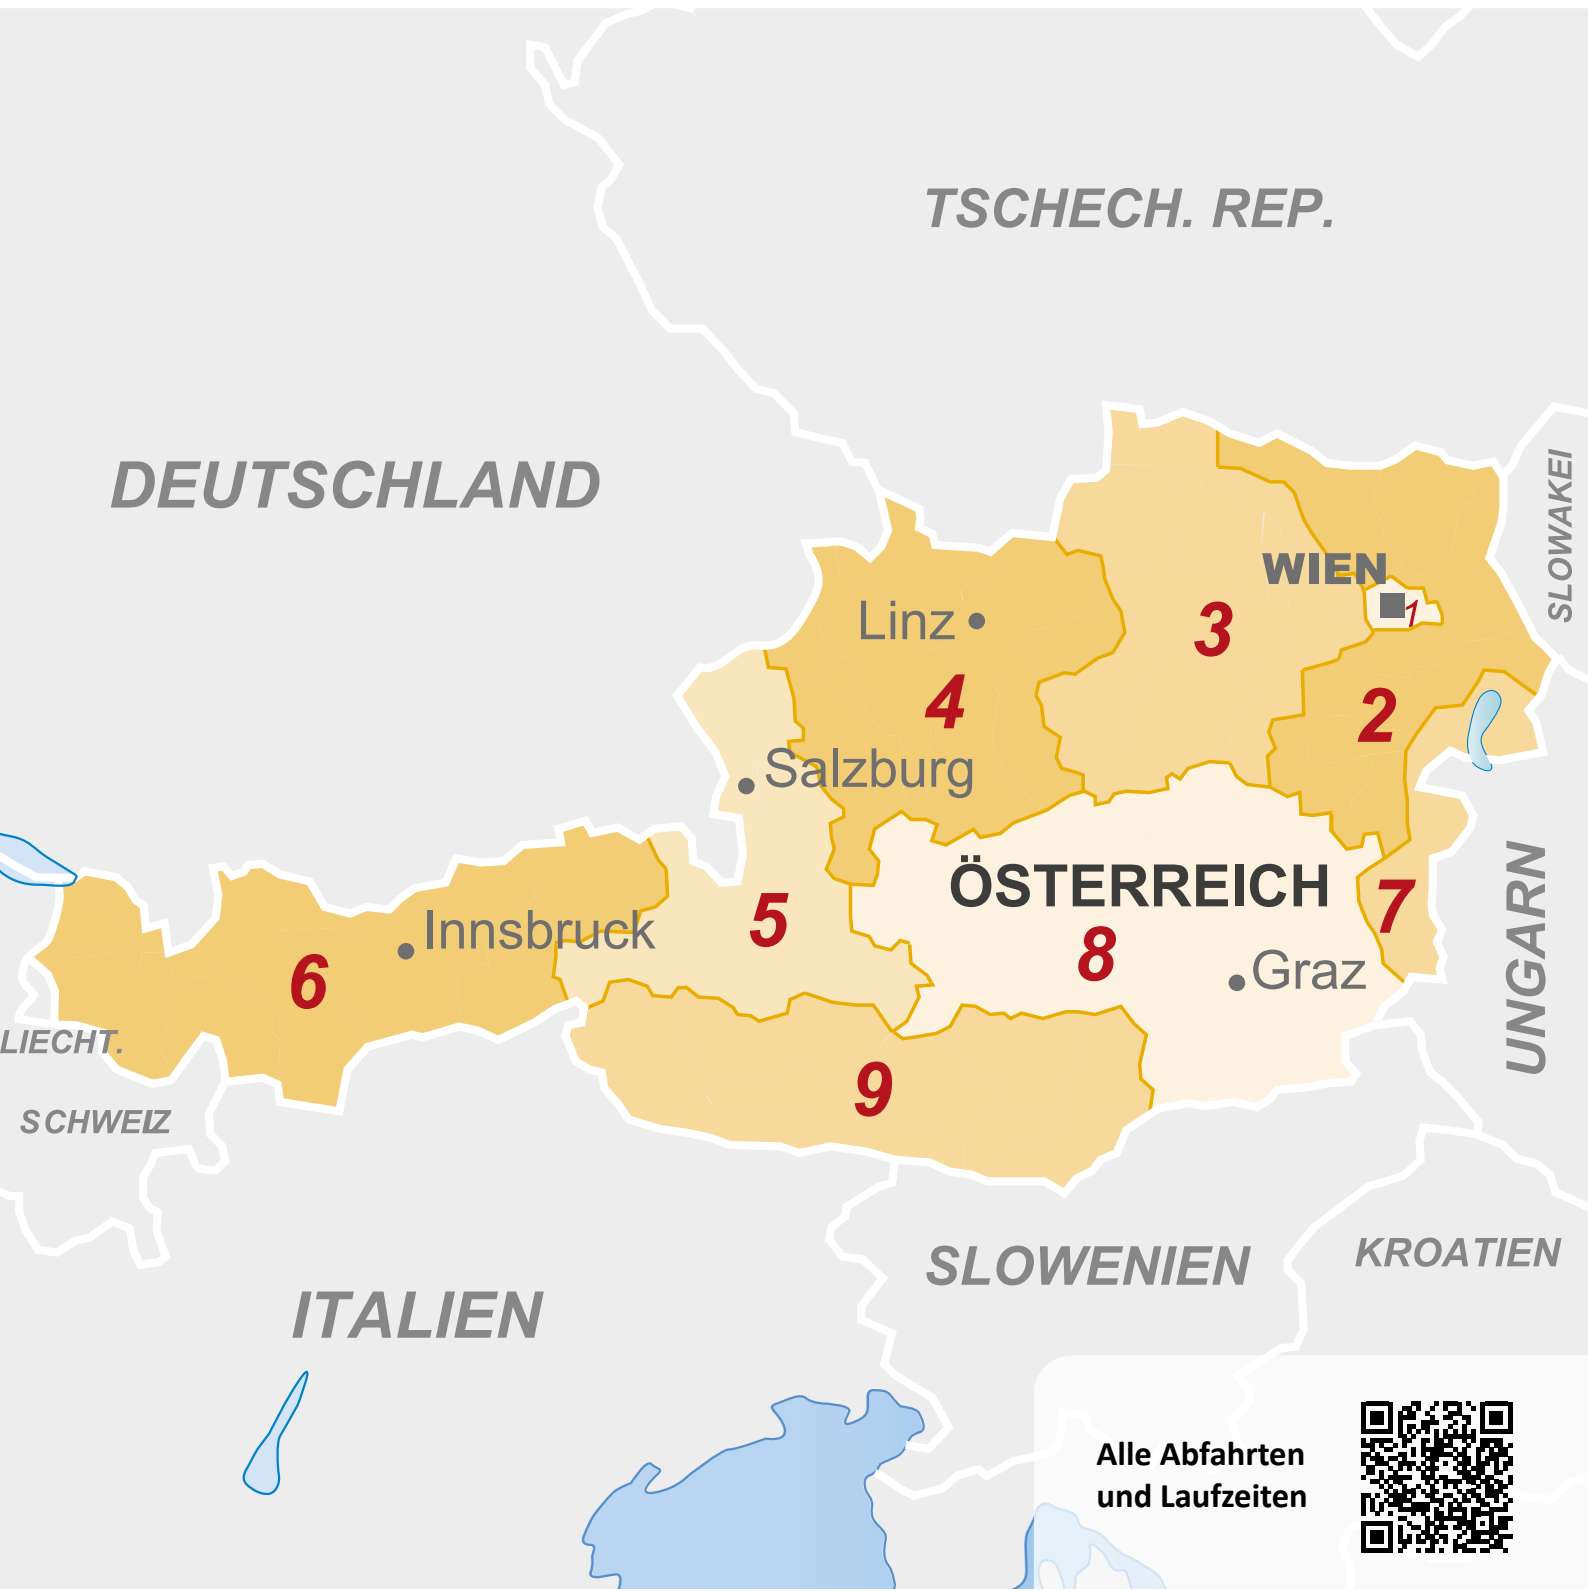 TSCHECH. REP.
DEUTSCHLAND
SLOWAKEI
WIEN
1
Linz
3
4
2
Salzburg
ÖSTERREICH
UNGARN
7
5
Innsbruck
8
6
Graz
LIECHT.
9
SCHWEIZ
SLOWENIEN
KROATIEN
ITALIEN
Alle Abfahrten
und Laufzeiten